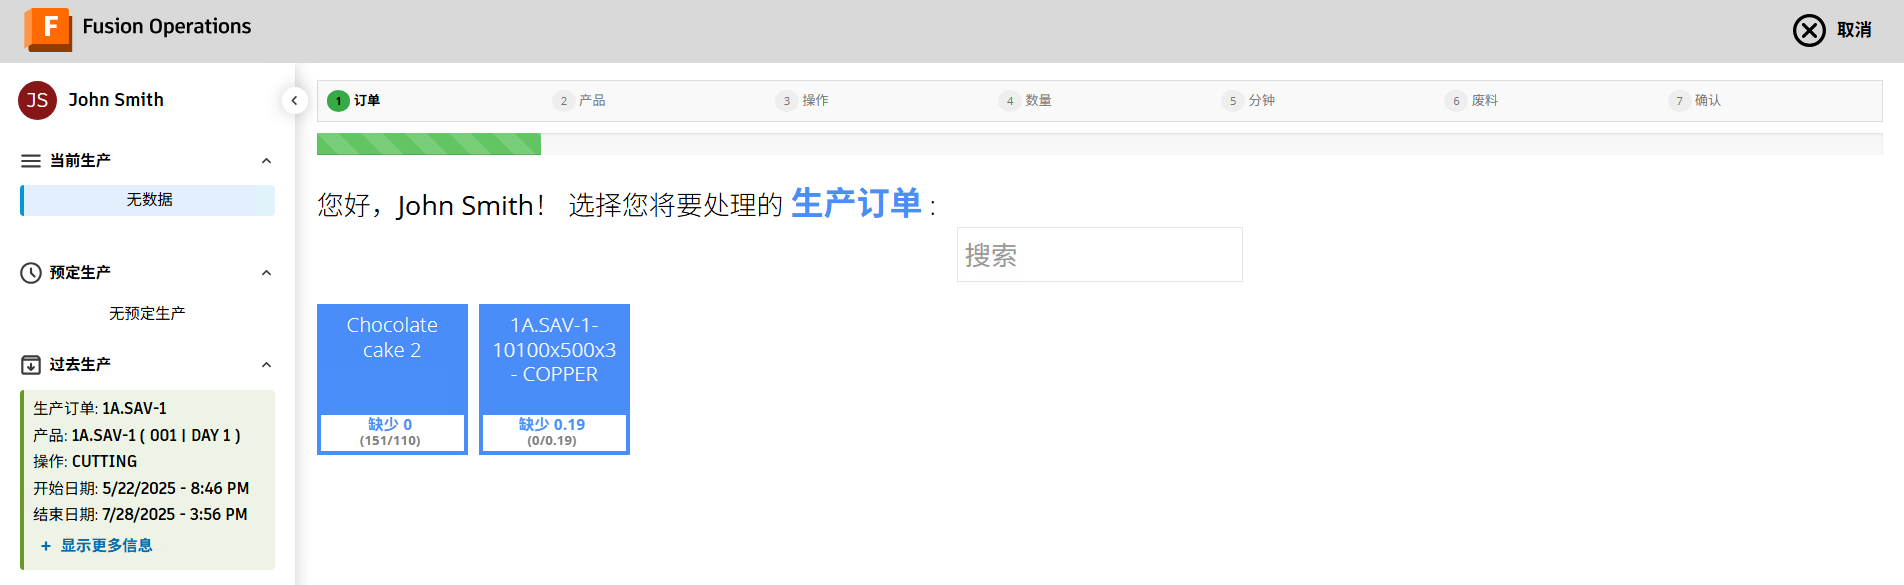 F Fusion Operations
取消
JS John Smith
当前生产
无数据
预定生产
无预定生产
过去生产
生产订单: 1A.SAV-1
产品: 1A.SAV-1 ( 001 | DAY 1 )
操作: CUTTING
开始日期: 5/22/2025 - 8:46 PM
结束日期: 7/28/2025 - 3:56 PM
+ 显示更多信息
1 订单 2 产品 3 操作 4 数量 5 分钟 6 废料 7 确认
您好，John Smith！ 选择您将要处理的 生产订单 :
搜索
Chocolate
cake 2
缺少 0
(151/110)
1A.SAV-1-
10100x500x3
- COPPER
缺少 0.19
(0/0.19)